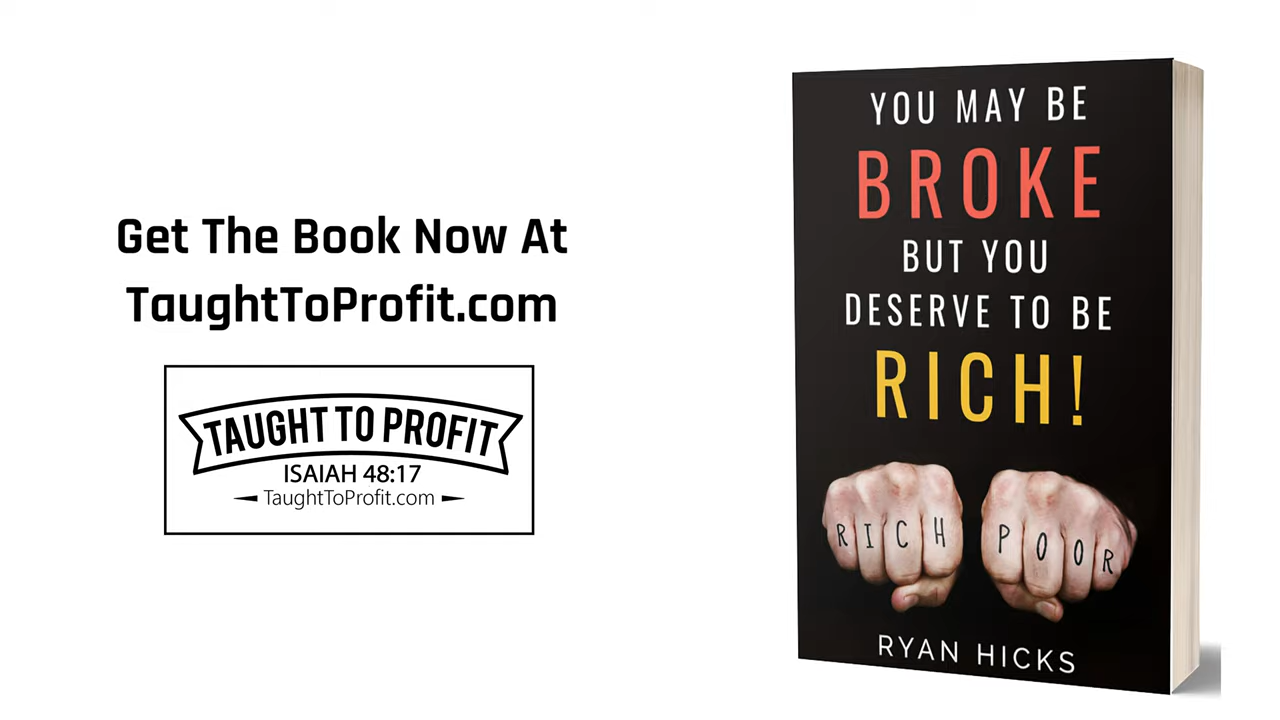 Get The Book Now At
TaughtToProfit.com
TAUGHT TO PROFIT
ISAIAH 48:17
TaughtToProfit.com
YOU MAY BE
BROKE
BUT YOU
DESERVE TO BE
RICH!
RICH POOR
RYAN HICKS